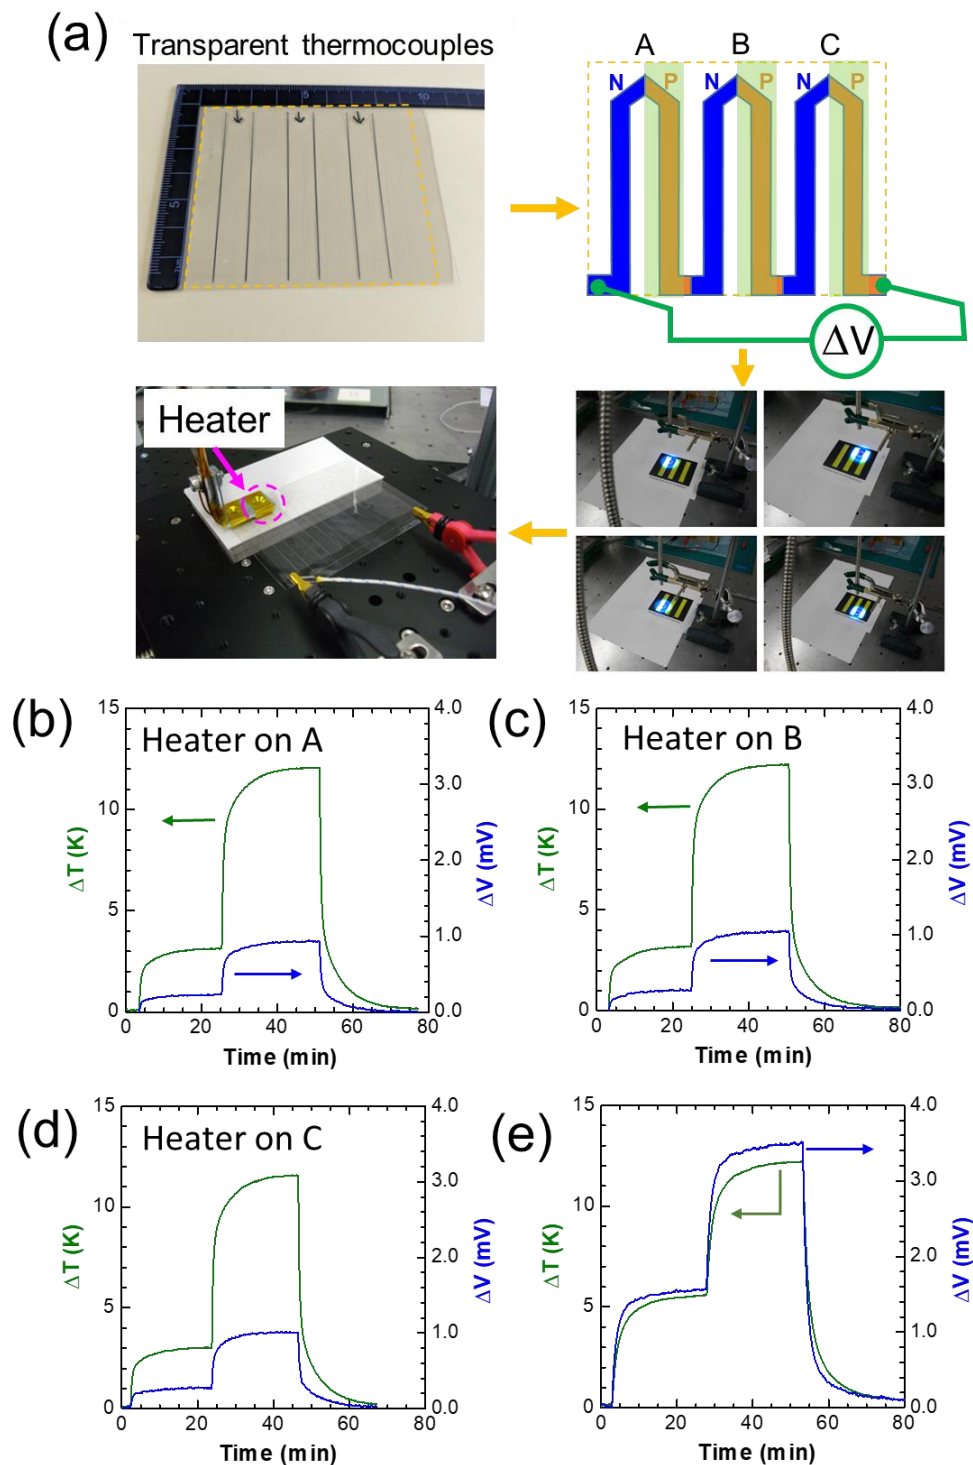 (a)
Transparent thermocouples
5
10
5
A B C
N P N P N P
ΔV
Heater
(b)
Heater on A
15
10
5
0
ΔT (K)
4.0
3.0
2.0
1.0
0.0
ΔV (mV)
0 20 40 60 80
Time (min)
(c)
Heater on B
15
10
5
0
ΔT (K)
4.0
3.0
2.0
1.0
0.0
ΔV (mV)
0 20 40 60 80
Time (min)
(d)
Heater on C
15
10
5
0
ΔT (K)
4.0
3.0
2.0
1.0
0.0
ΔV (mV)
0 20 40 60 80
Time (min)
(e)
15
10
5
0
ΔT (K)
4.0
3.0
2.0
1.0
0.0
ΔV (mV)
0 20 40 60 80
Time (min)